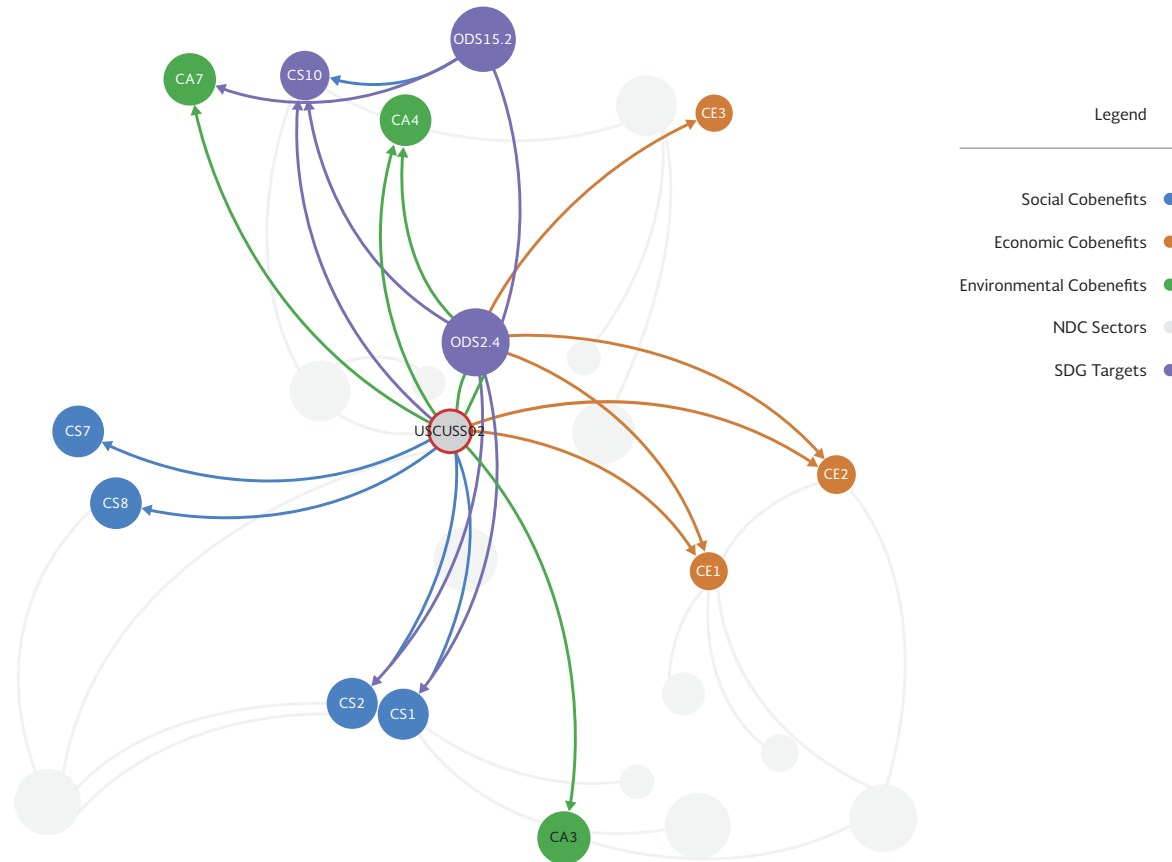 ODS15.2
CS10
CA7
CA4
CE3
ODS2.4
USCUSS02
CS7
CS8
CE2
CE1
CS2
CS1
CA3
Legend
Social Cobenefits
Economic Cobenefits
Environmental Cobenefits
NDC Sectors
SDG Targets